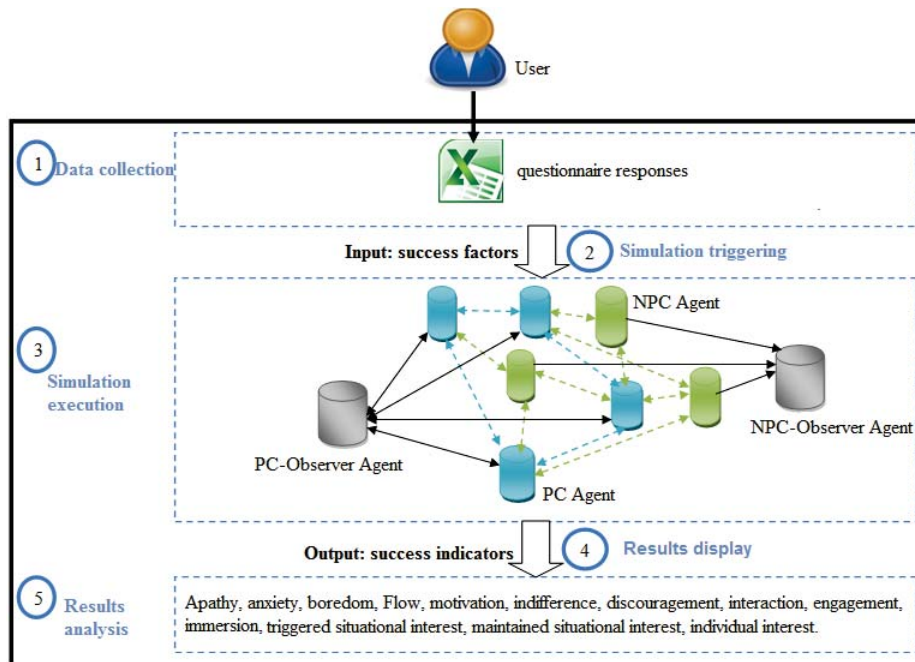 User
1
Data collection
questionnaire responses
Input: success factors
2
Simulation triggering
NPC Agent
3
Simulation
execution
PC-Observer Agent
NPC-Observer Agent
PC Agent
Output: success indicators
4
Results display
5
Results
analysis
Apathy, anxiety, boredom, Flow, motivation, indifference, discouragement, interaction, engagement,
immersion, triggered situational interest, maintained situational interest, individual interest.